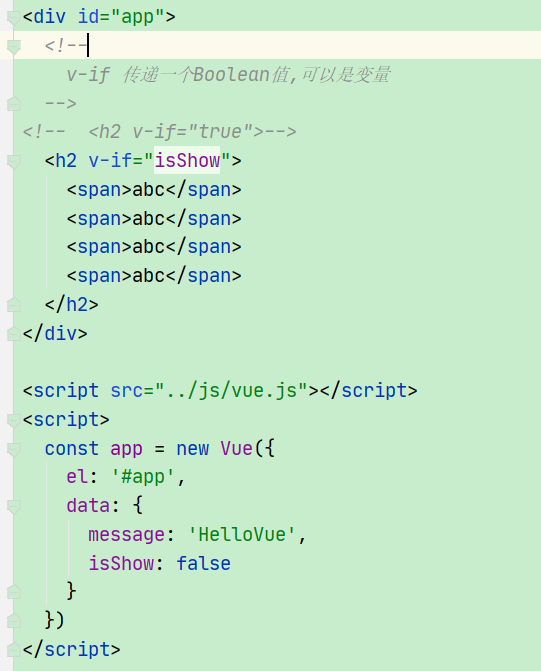 <div id="app">
<!--
v-if 传递一个Boolean值,可以是变量
-->
<!--  <h2 v-if="true">-->
<h2 v-if="isShow">
<span>abc</span>
<span>abc</span>
<span>abc</span>
<span>abc</span>
</h2>
</div>
<script src="../js/vue.js"></script>
<script>
const app = new Vue({
el: '#app',
data: {
message: 'HelloVue',
isShow: false
}
})
</script>